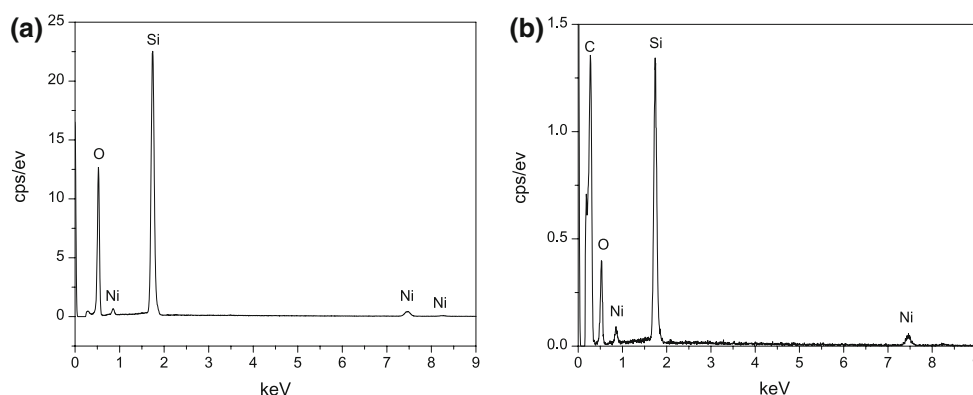 (a)
25
20
15
10
5
0
cps/ev
Si
O
Ni
Ni
Ni
0 1 2 3 4 5 6 7 8 9
keV
(b)
1.5
1.0
0.5
0.0
cps/ev
C
Si
O
Ni
Ni
0 1 2 3 4 5 6 7 8
keV